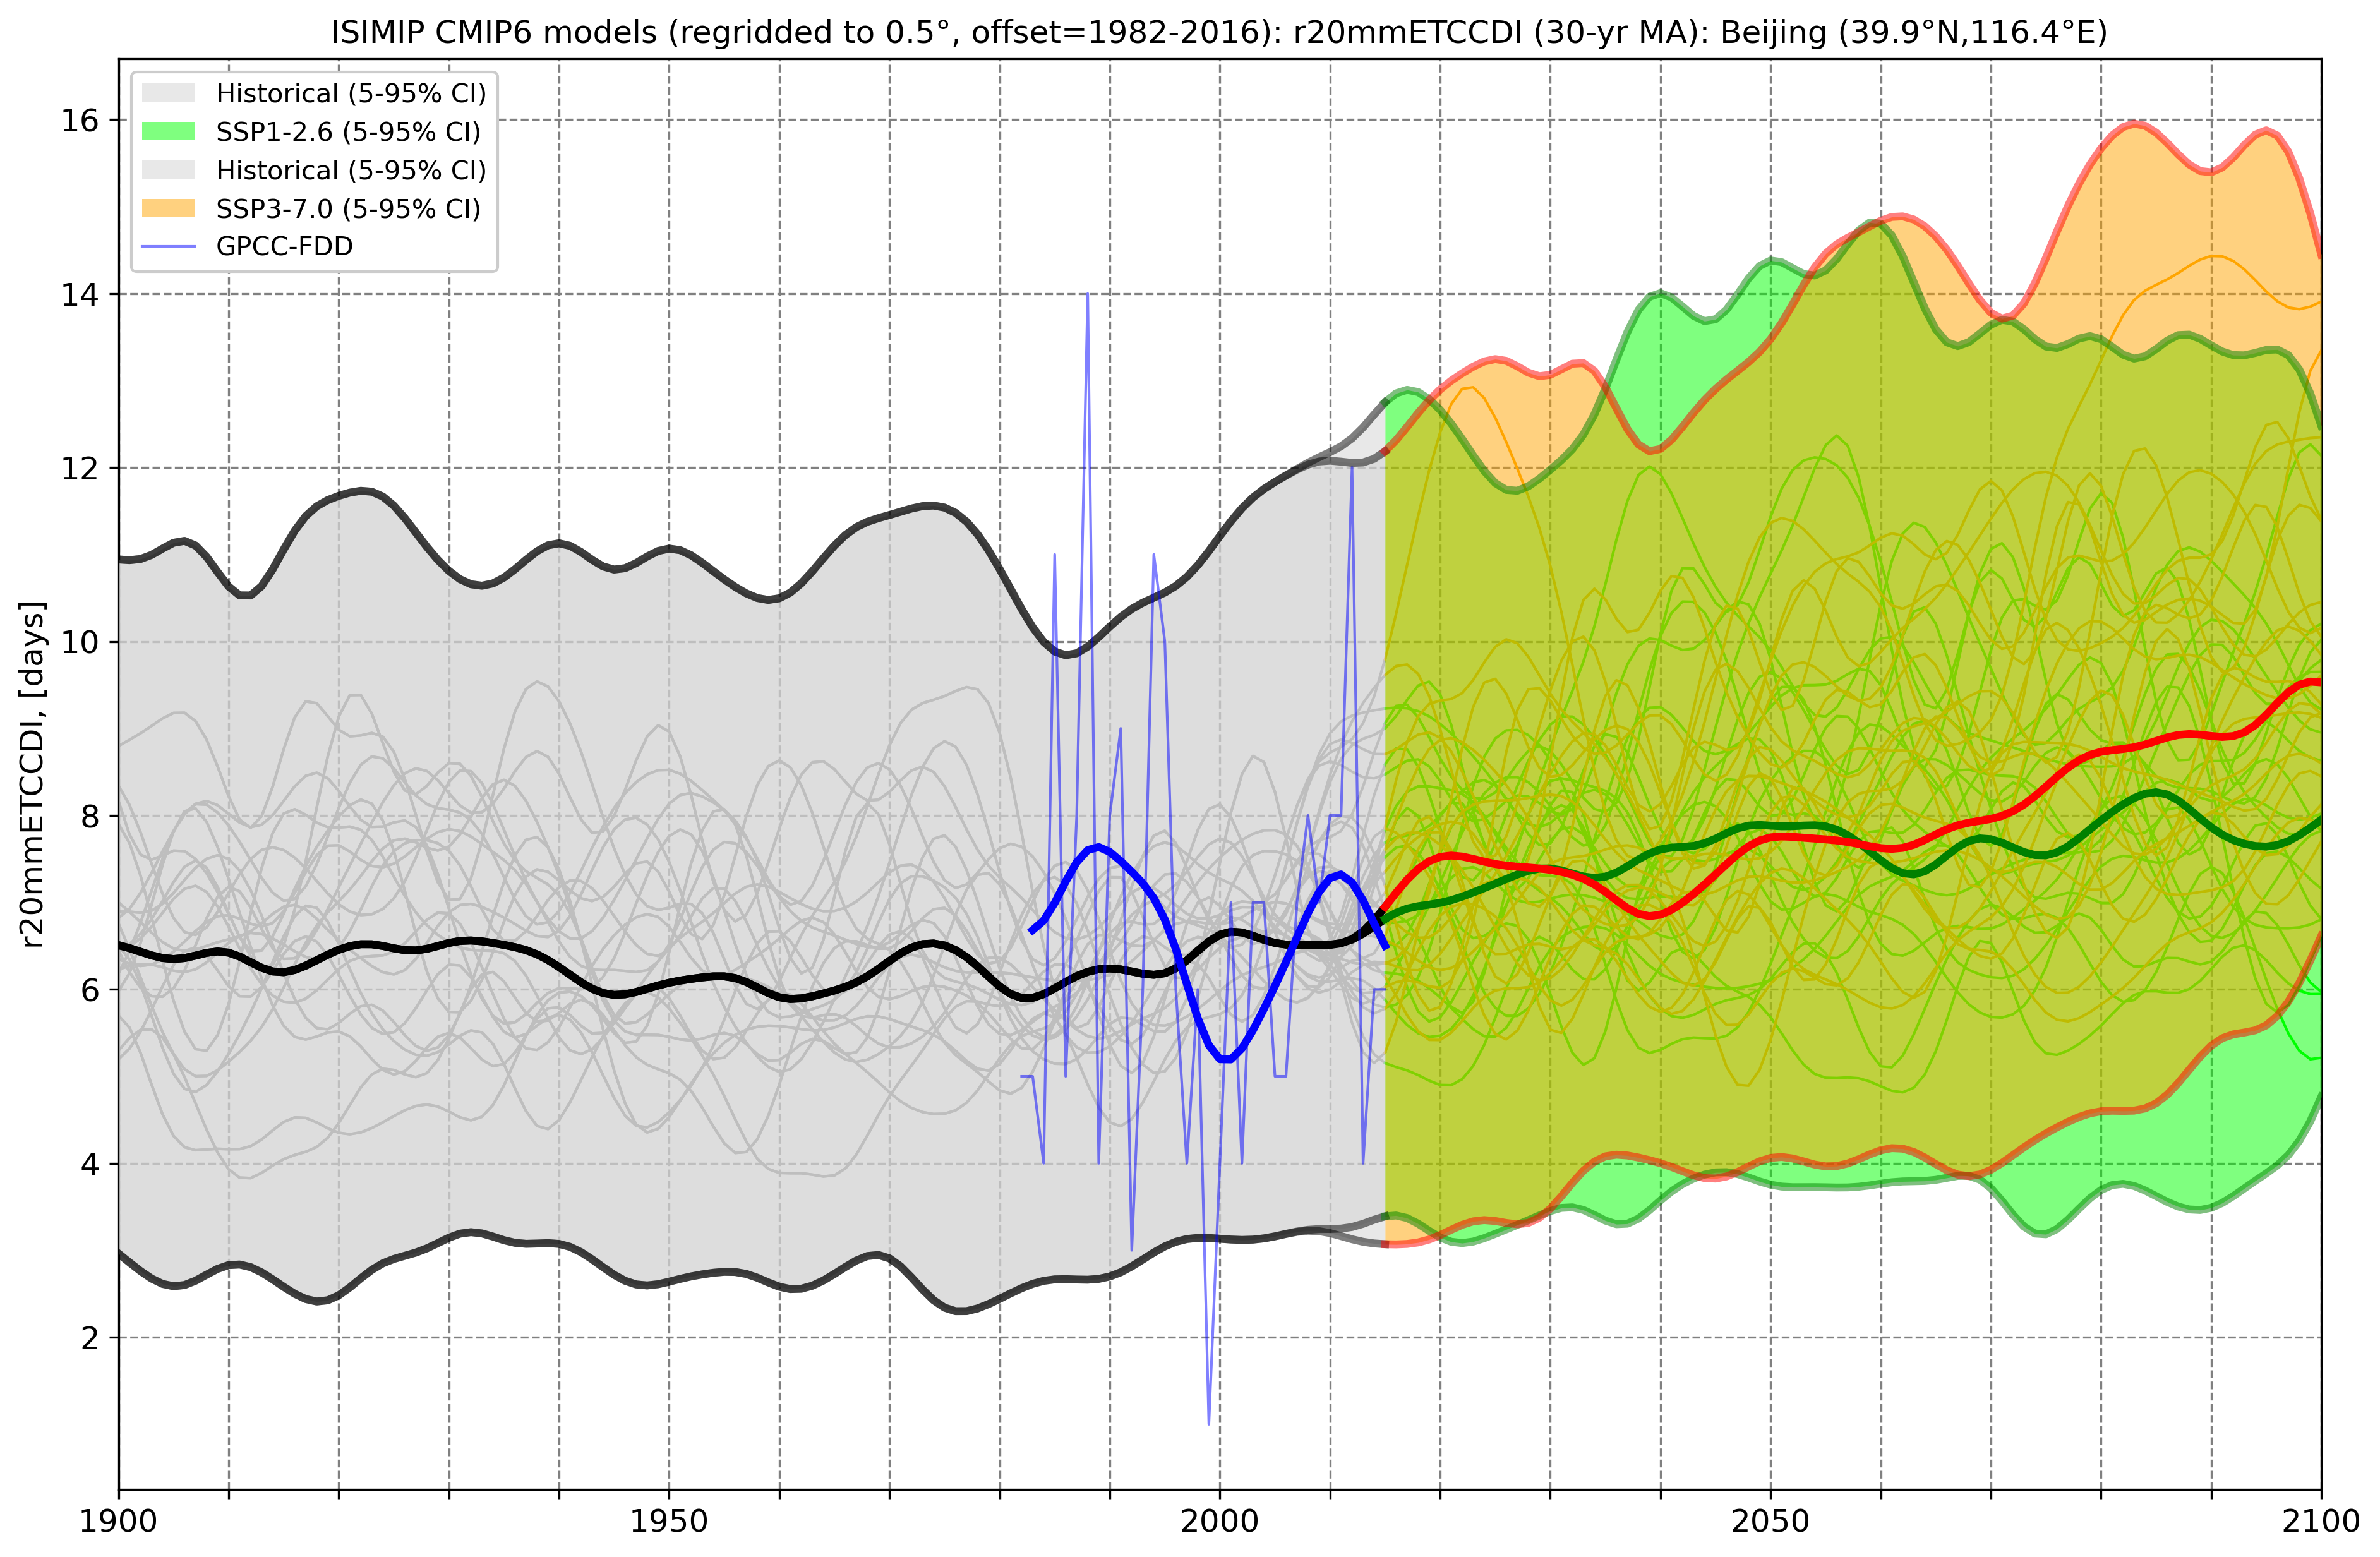 ISIMIP CMIP6 models (regridded to 0.5°, offset=1982-2016): r20mmETCCDI (30-yr MA): Beijing (39.9°N,116.4°E)
Historical (5-95% CI)
SSP1-2.6 (5-95% CI)
Historical (5-95% CI)
SSP3-7.0 (5-95% CI)
GPCC-FDD
r20mmETCCDI, [days]
16
14
12
10
8
6
4
2
1900
1950
2000
2050
2100